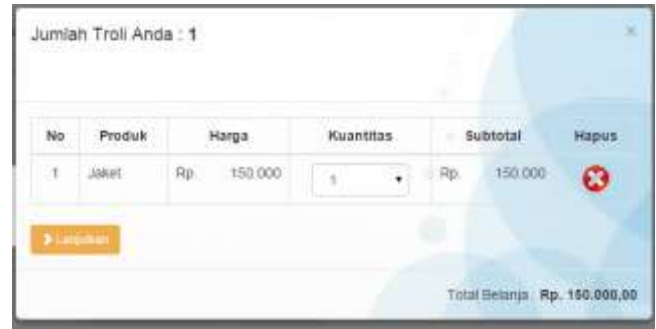 Jumlah Troli Anda : 1
×
No Produk Harga Kuantitas Subtotal Hapus
1 Jaket Rp. 150.000 1 Rp. 150.000
Lanjutkan
Total Belanja : Rp. 150.000,00